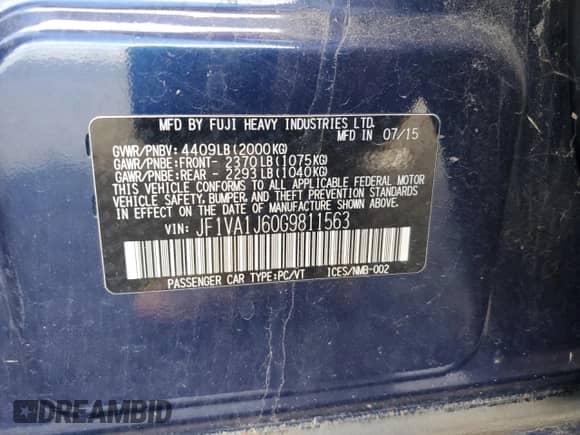 MFD BY FUJI HEAVY INDUSTRIES LTD.
MFD IN 07/15
GVWR/PNBV: 4409LB(2000KG)
GAWR/PNBE:FRONT- 2370LB(1075KG)
GAWR/PNBE:REAR - 2293LB(1040KG)
THIS VEHICLE CONFORMS TO ALL APPLICABLE FEDERAL MOTOR
VEHICLE SAFETY, BUMPER, AND THEFT PREVENTION STANDARDS
IN EFFECT ON THE DATE OF MANUFACTURE SHOWN ABOVE.
VIN: JF1VA1J60G9811563
PASSENGER CAR TYPE:PC/VT ICES/NMB-002
DREAMBID